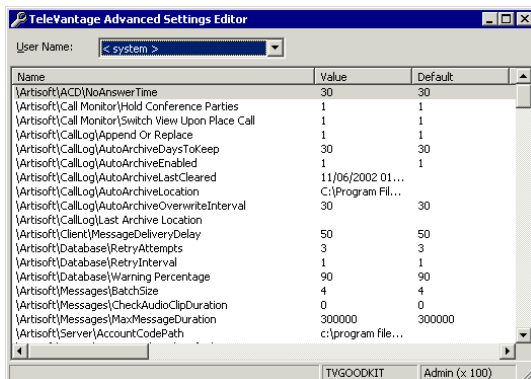 TeleVantage Advanced Settings Editor
User Name: < system >
Name Value Default
\Artisoft\ACD\NoAnswerTime 30 30
\Artisoft\Call Monitor\Hold Conference Parties 1 1
\Artisoft\Call Monitor\Switch View Upon Place Call 1 1
\Artisoft\CallLog\Append Or Replace 1 1
\Artisoft\CallLog\AutoArchiveDaysToKeep 30 30
\Artisoft\CallLog\AutoArchiveEnabled 1 1
\Artisoft\CallLog\AutoArchiveLastCleared 11/06/2002 01...
\Artisoft\CallLog\AutoArchiveLocation C:\Program Fil...
\Artisoft\CallLog\AutoArchiveOverwriteInterval 30 30
\Artisoft\CallLog\Last Archive Location
\Artisoft\Client\MessageDeliveryDelay 50 50
\Artisoft\Database\RetryAttempts 3 3
\Artisoft\Database\RetryInterval 1 1
\Artisoft\Database\Warning Percentage 90 90
\Artisoft\Messages\BatchSize 4 4
\Artisoft\Messages\CheckAudioClipDuration 0 0
\Artisoft\Messages\MaxMessageDuration 300000 300000
\Artisoft\Server\AccountCodePath c:\program file...
TVGOODKIT Admin (x 100)